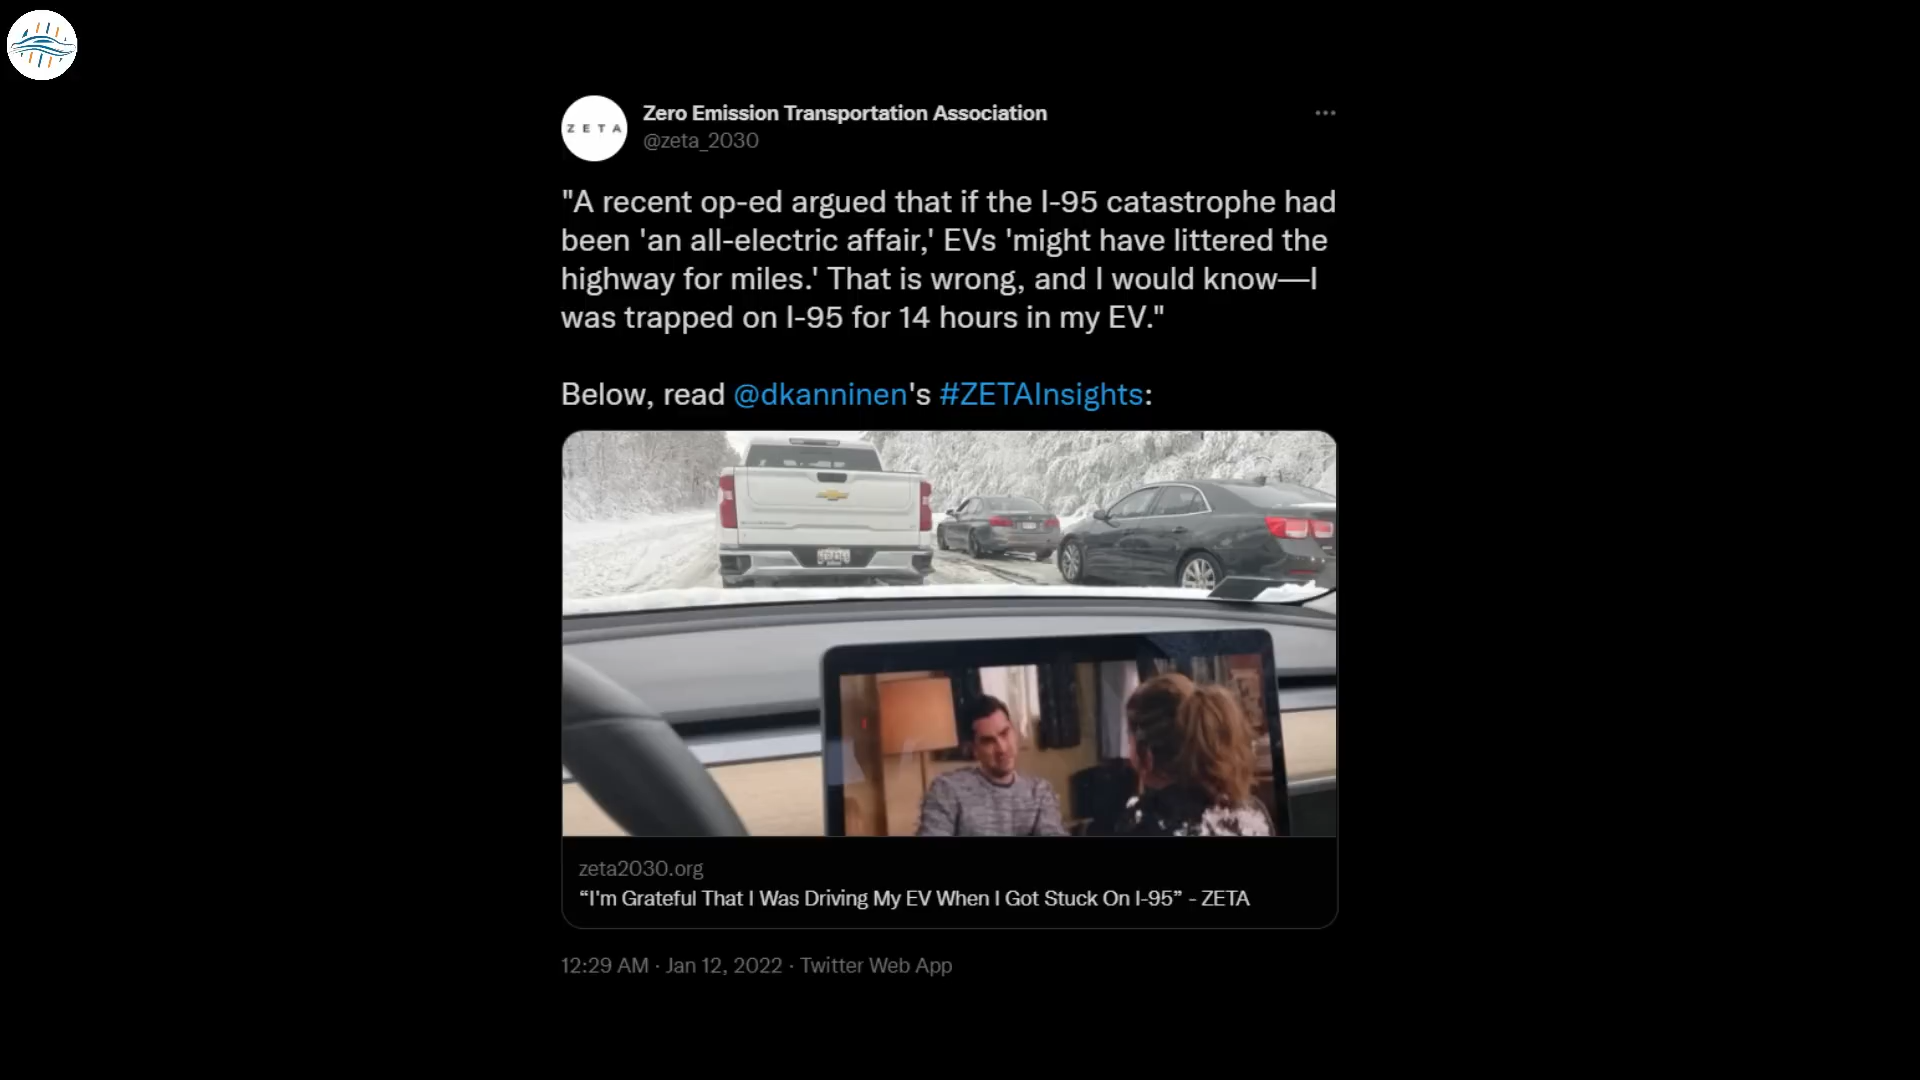 Zero Emission Transportation Association
ZETA
@zeta_2030
"A recent op-ed argued that if the I-95 catastrophe had
been 'an all-electric affair,' EVs 'might have littered the
highway for miles.' That is wrong, and I would know—I
was trapped on I-95 for 14 hours in my EV."
Below, read @dkanninen's #ZETAInsights:
zeta2030.org
“I'm Grateful That I Was Driving My EV When I Got Stuck On I-95” - ZETA
12:29 AM · Jan 12, 2022 · Twitter Web App